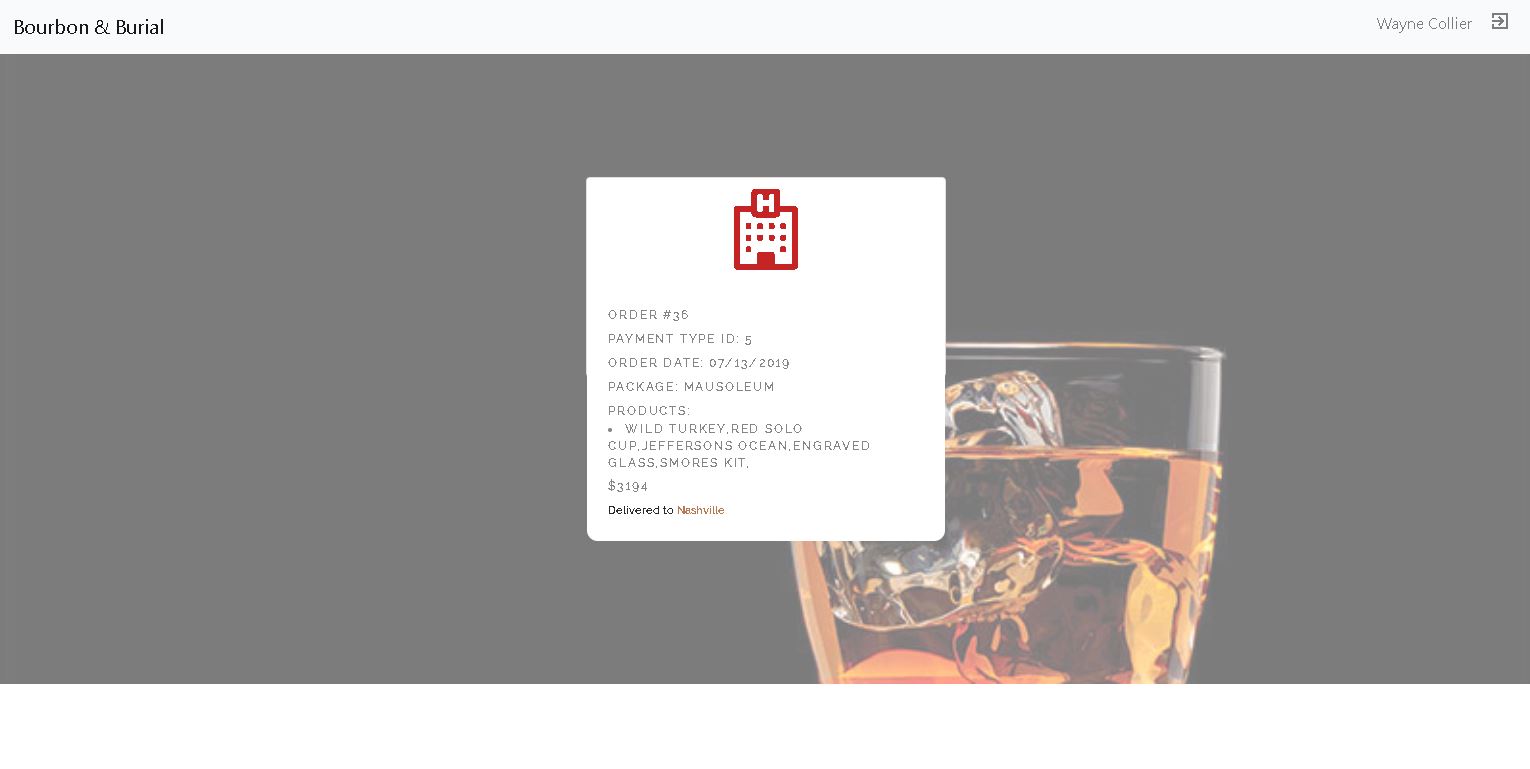 Bourbon & Burial
Wayne Collier
H
ORDER #36
PAYMENT TYPE ID: 5
ORDER DATE: 07/13/2019
PACKAGE: MAUSOLEUM
PRODUCTS:
• WILD TURKEY,RED SOLO
CUP,JEFFERSONS OCEAN,ENGRAVED
GLASS,SMORES KIT,
$3194
Delivered to Nashville